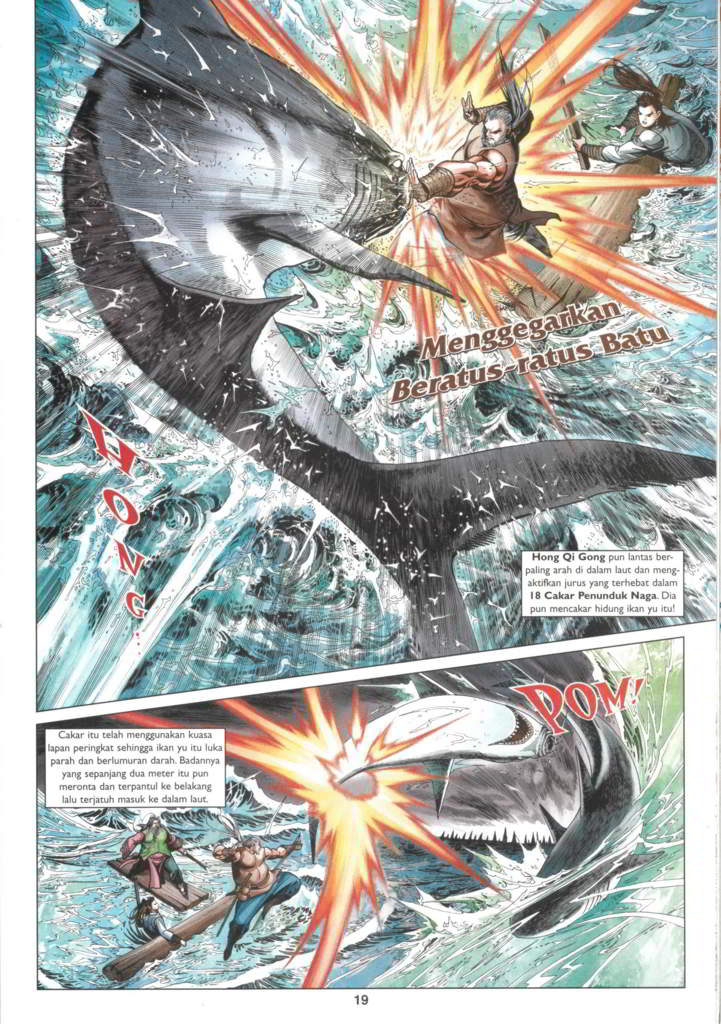 Menggegarkan
Beratus-ratus Batu
HONG...
Hong Qi Gong pun lantas ber-
paling arah di dalam laut dan meng-
aktifkan jurus yang terhebat dalam
18 Cakar Penunduk Naga. Dia
pun mencakar hidung ikan yu itu!
POM!
Cakar itu telah menggunakan kuasa
lapan peringkat sehingga ikan yu itu luka
parah dan berlumuran darah. Badannya
yang sepanjang dua meter itu pun
meronta dan terpantul ke belakang
lalu terjatuh masuk ke dalam laut.
19